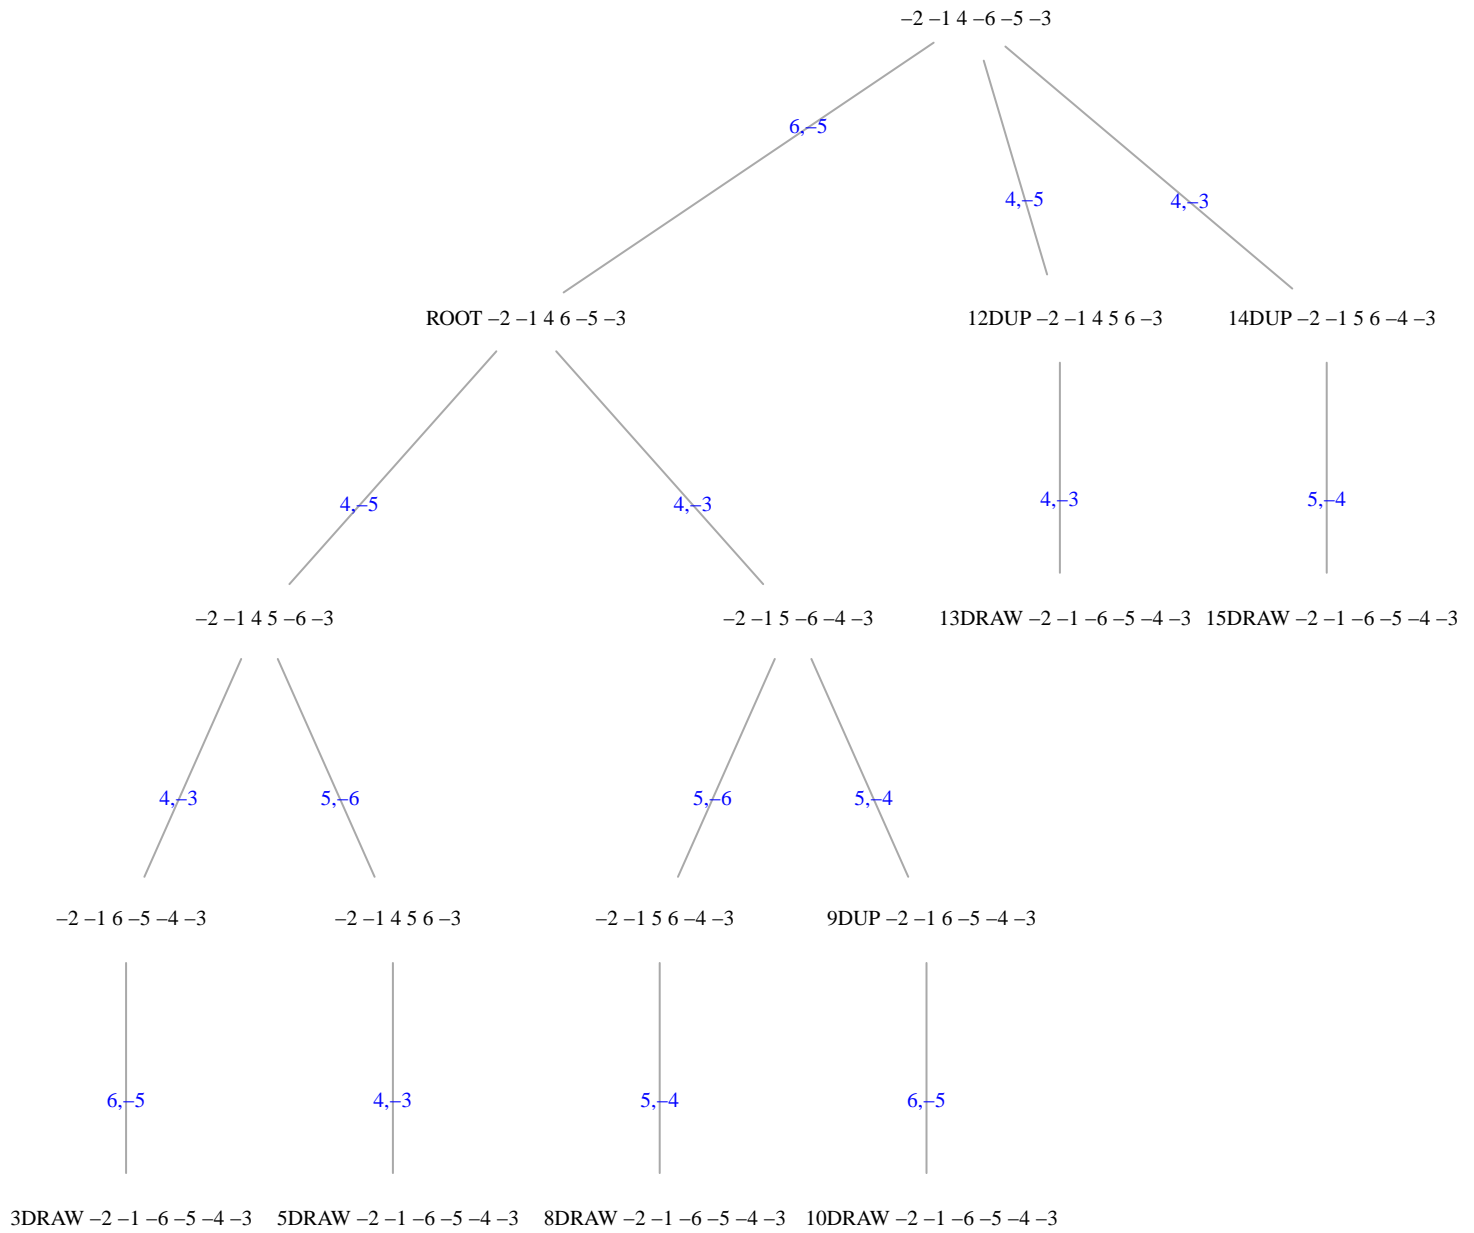 –2 –1 4 –6 –5 –3
6,–5
4,–5
4,–3
ROOT –2 –1 4 6 –5 –3
12DUP –2 –1 4 5 6 –3
14DUP –2 –1 5 6 –4 –3
4,–5
4,–3
4,–3
5,–4
–2 –1 4 5 –6 –3
–2 –1 5 –6 –4 –3
13DRAW –2 –1 –6 –5 –4 –3
15DRAW –2 –1 –6 –5 –4 –3
4,–3
5,–6
5,–6
5,–4
–2 –1 6 –5 –4 –3
–2 –1 4 5 6 –3
–2 –1 5 6 –4 –3
9DUP –2 –1 6 –5 –4 –3
6,–5
4,–3
5,–4
6,–5
3DRAW –2 –1 –6 –5 –4 –3
5DRAW –2 –1 –6 –5 –4 –3
8DRAW –2 –1 –6 –5 –4 –3
10DRAW –2 –1 –6 –5 –4 –3